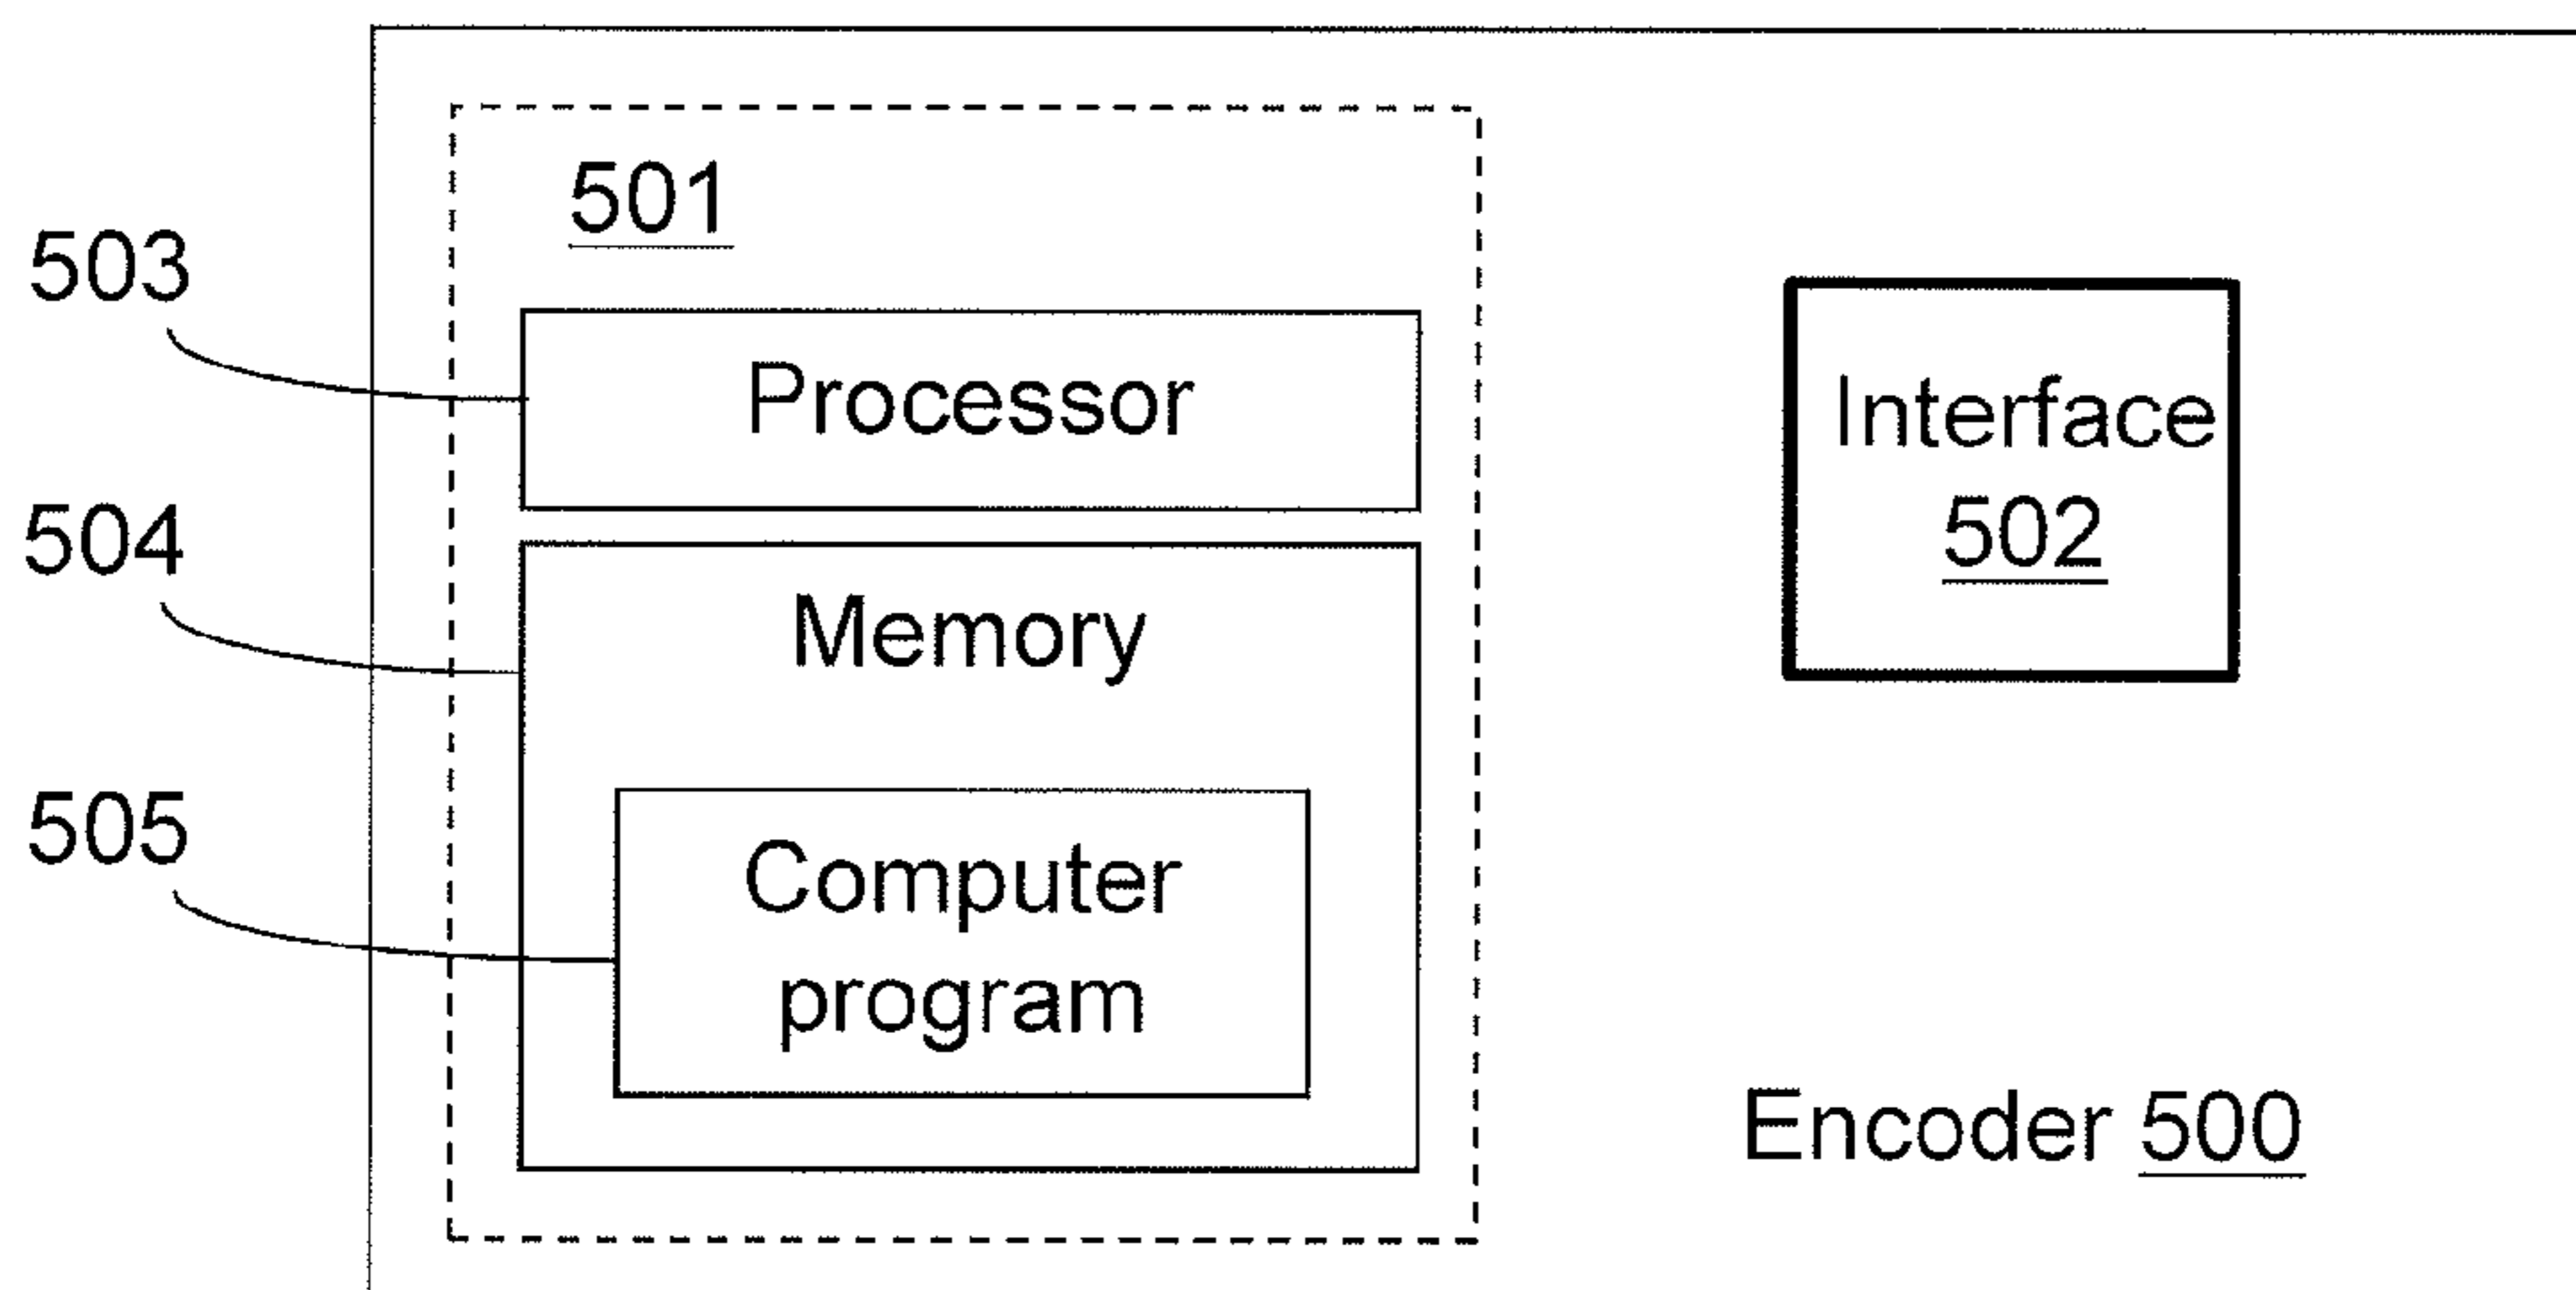 501
503
Processor
Interface
502
504
Memory
505
Computer
program
Encoder 500